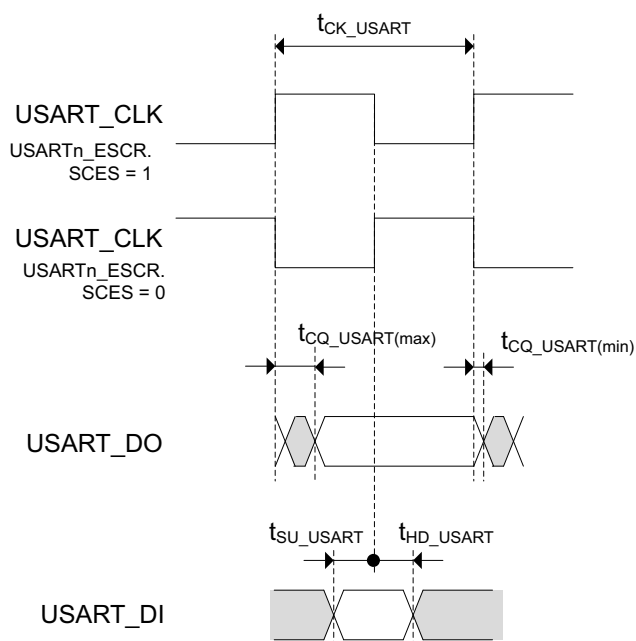 tCK_USART
USART_CLK
USARTn_ESCR.
SCES = 1
USART_CLK
USARTn_ESCR.
SCES = 0
tCQ_USART(max)
tCQ_USART(min)
USART_DO
tSU_USART
tHD_USART
USART_DI